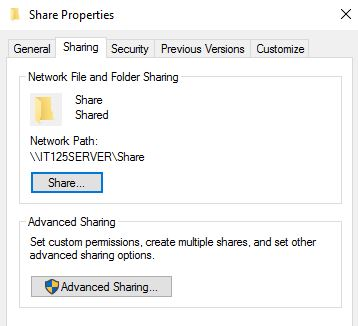 Share Properties
General Sharing Security Previous Versions Customize
Network File and Folder Sharing
Share
Shared
Network Path:
\\IT125SERVER\Share
Share...
Advanced Sharing
Set custom permissions, create multiple shares, and set other
advanced sharing options.
Advanced Sharing...